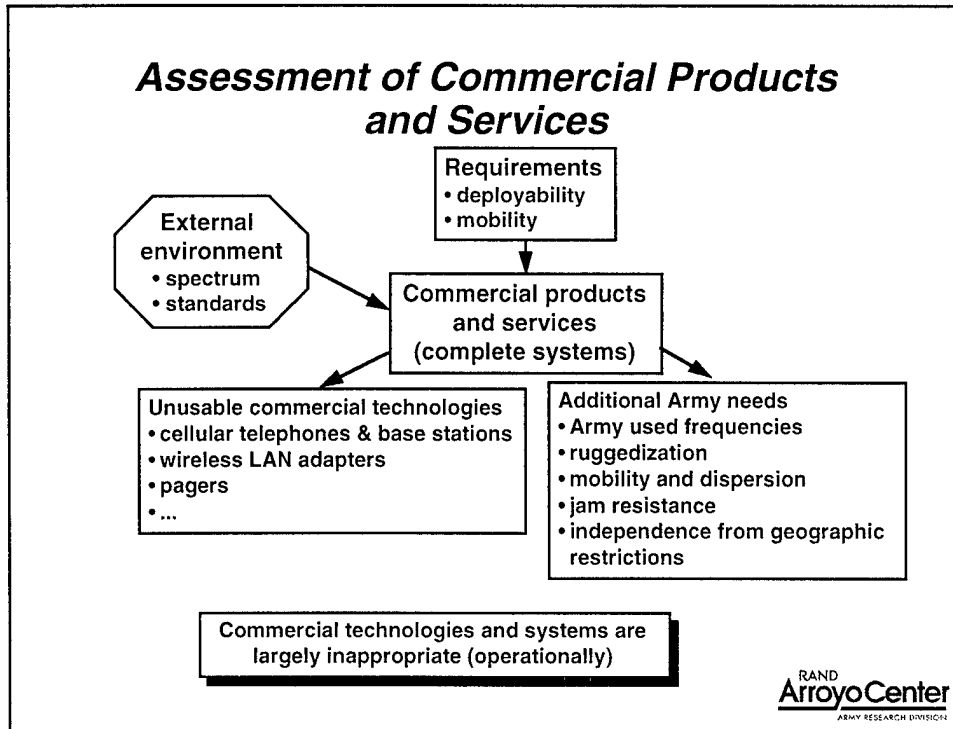 Assessment of Commercial Products
and Services
Requirements
• deployability
• mobility
External
environment
• spectrum
• standards
Commercial products
and services
(complete systems)
Unusable commercial technologies
• cellular telephones & base stations
• wireless LAN adapters
• pagers
• ...
Additional Army needs
• Army used frequencies
• ruggedization
• mobility and dispersion
• jam resistance
• independence from geographic
restrictions
Commercial technologies and systems are
largely inappropriate (operationally)
RAND
Arroyo Center
ARMY RESEARCH DIVISION